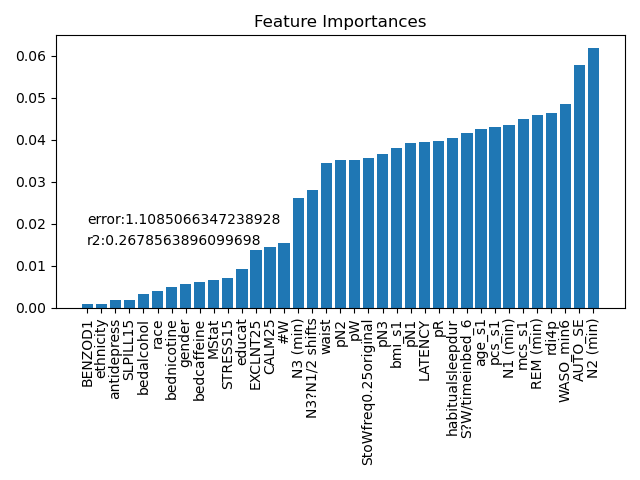 Feature Importances
0.06
0.05
0.04
0.03
0.02
0.01
0.00
error:1.1085066347238928
r2:0.2678563896099698
BENZOD1
ethnicity
antidepress
SLPILL15
bedalcohol
race
bednicotine
gender
bedcaffeine
MStat
STRESS15
educat
EXCLNT25
CALM25
#W
N3 (min)
N3?N1/2 shifts
waist
pN2
pW
StoWfreq0.25original
pN3
bmi_s1
pN1
LATENCY
pR
habitualsleepdur
S?W/timeinbed_6
age_s1
pcs_s1
N1 (min)
mcs_s1
REM (min)
rdi4p
WASO_min6
AUTO_SE
N2 (min)